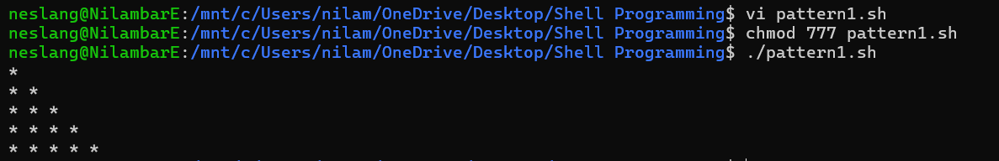 neslang@NilambarE:/mnt/c/Users/nilam/OneDrive/Desktop/Shell Programming$ vi pattern1.sh
neslang@NilambarE:/mnt/c/Users/nilam/OneDrive/Desktop/Shell Programming$ chmod 777 pattern1.sh
neslang@NilambarE:/mnt/c/Users/nilam/OneDrive/Desktop/Shell Programming$ ./pattern1.sh
*
* *
* * *
* * * *
* * * * *